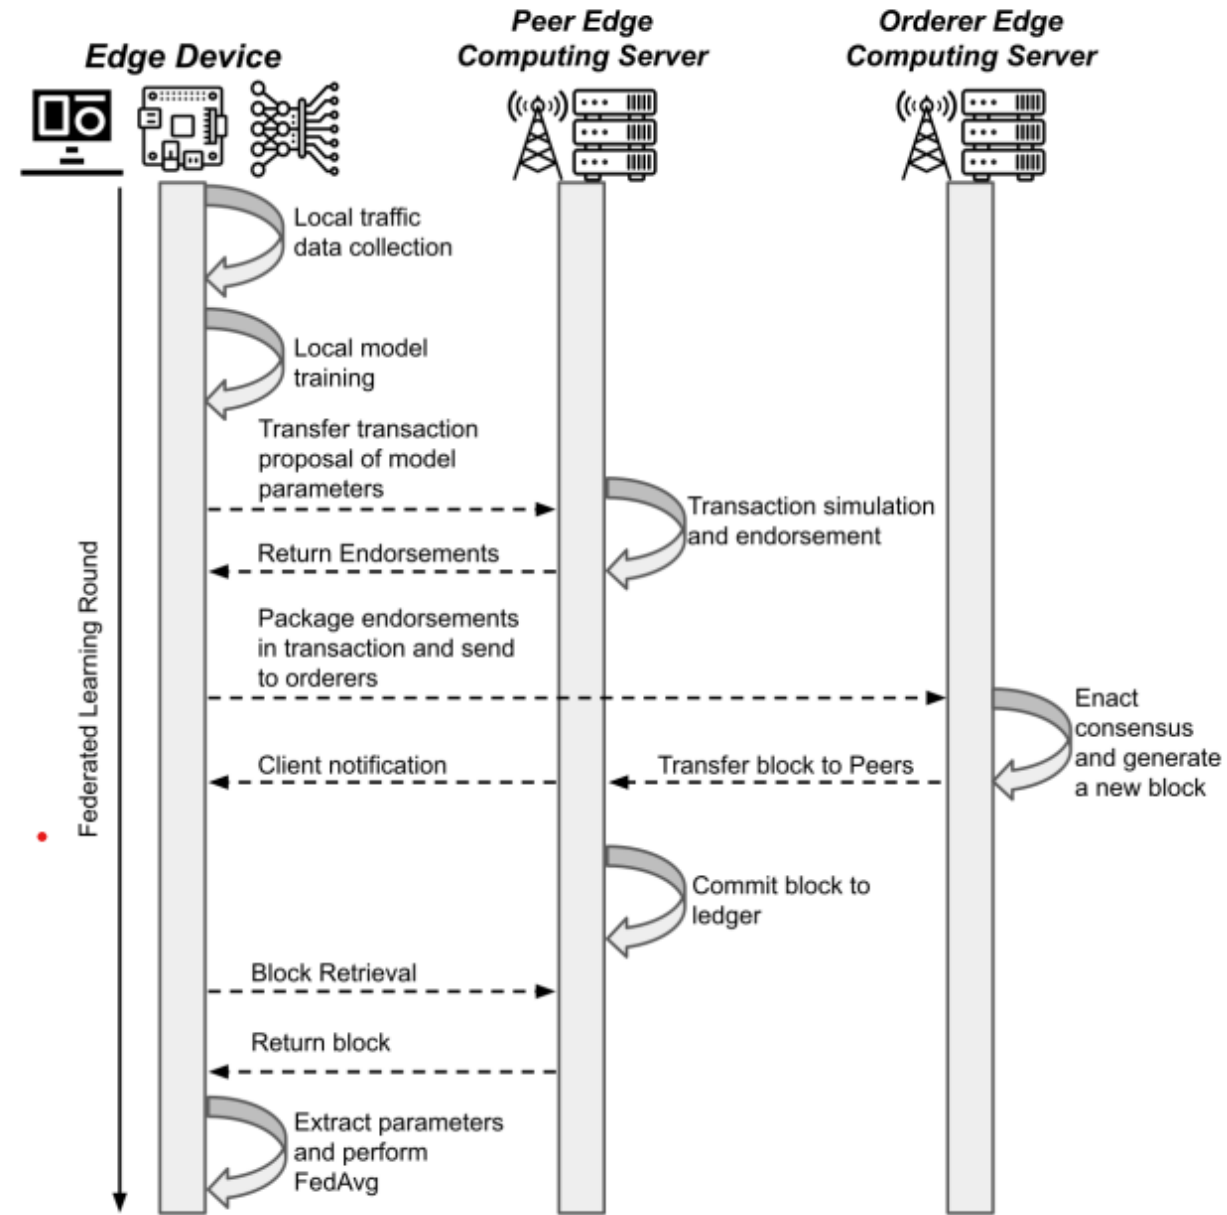 Edge Device
Peer Edge
Computing Server
Orderer Edge
Computing Server
Local traffic
data collection
Local model
training
Transfer transaction
proposal of model
parameters
Transaction simulation
and endorsement
Return Endorsements
Package endorsements
in transaction and send
to orderers
Enact
consensus
and generate
a new block
Client notification
Transfer block to Peers
Commit block to
ledger
Block Retrieval
Return block
Extract parameters
and perform
FedAvg
Federated Learning Round